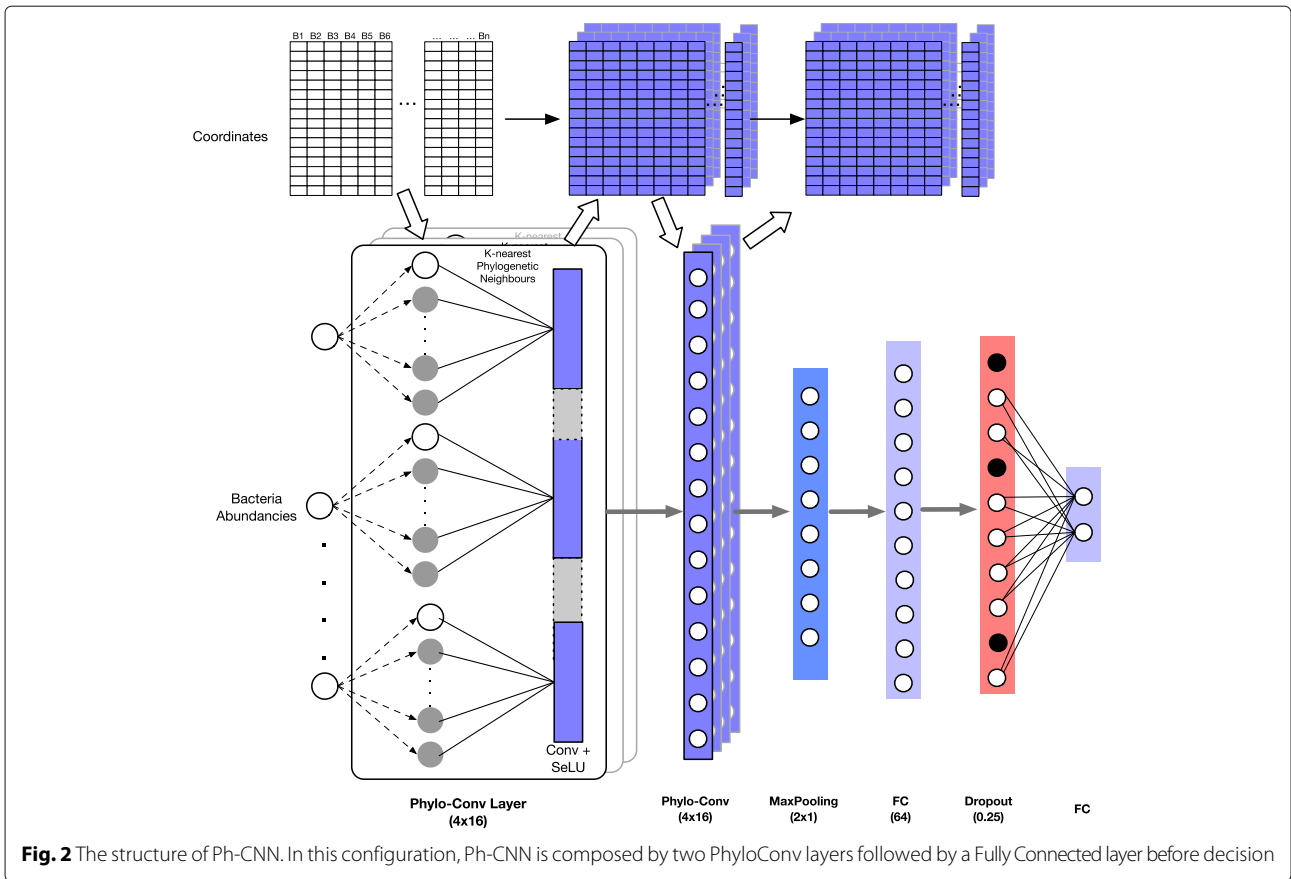 B1 B2 B3 B4 B5 B6
... ... ... Bn
...
Coordinates
K-nearest
K-nearest
K-nearest
Phylogenetic
Neighbours
Bacteria
Abundancies
Conv +
SeLU
Phylo-Conv Layer
(4x16)
Phylo-Conv
(4x16)
MaxPooling
(2x1)
FC
(64)
Dropout
(0.25)
FC
Fig. 2 The structure of Ph-CNN. In this configuration, Ph-CNN is composed by two PhyloConv layers followed by a Fully Connected layer before decision